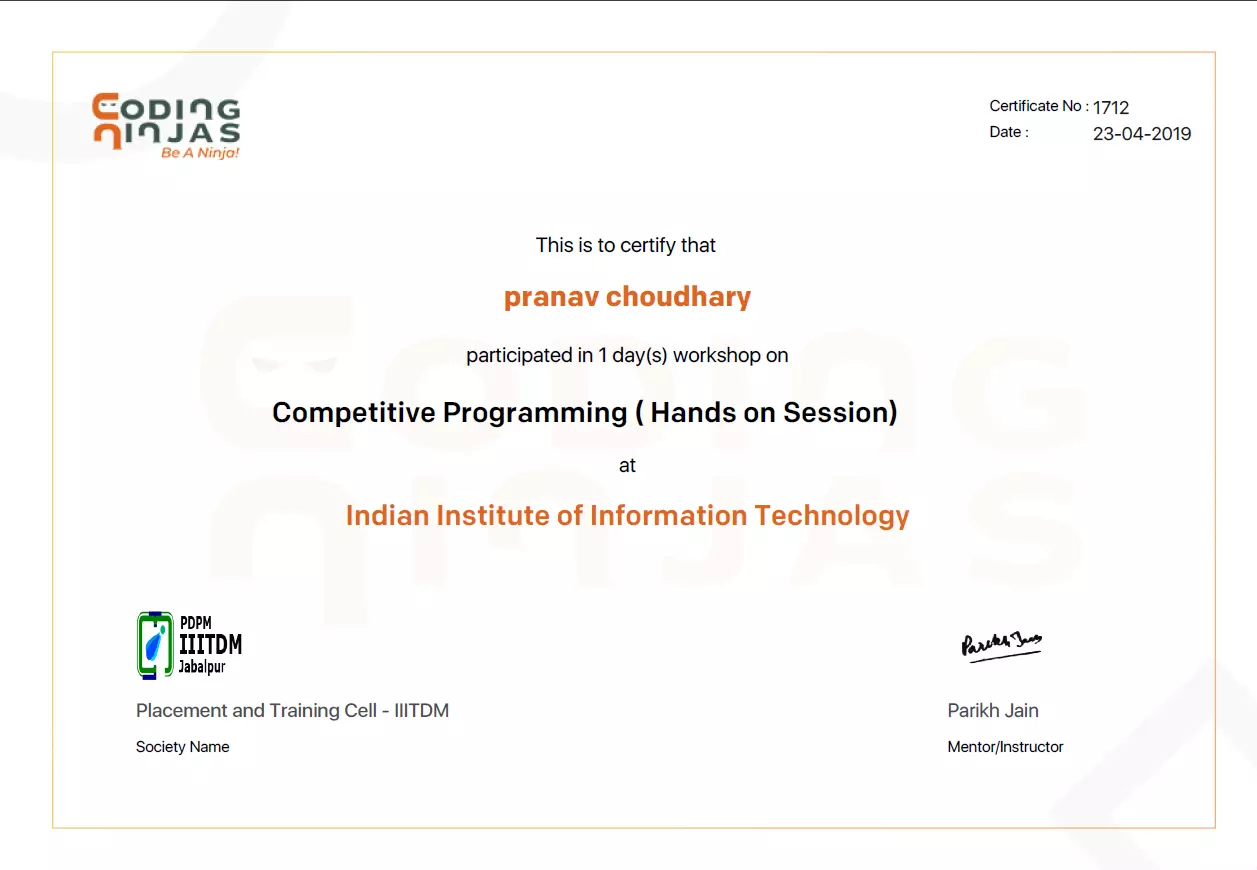 CODING
NINJAS
Be A Ninja!
Certificate No : 1712
Date : 23-04-2019
This is to certify that
pranav choudhary
participated in 1 day(s) workshop on
Competitive Programming ( Hands on Session)
at
Indian Institute of Information Technology
CODING
NINJAS
PDPM
IIITDM
Jabalpur
Parikh Jain
Placement and Training Cell - IIITDM
Parikh Jain
Society Name
Mentor/Instructor